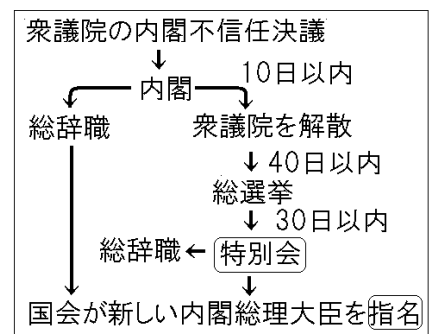 衆議院の内閣不信任決議
10日以内
内閣
総辞職 衆議院を解散
40日以内
総選挙
30日以内
総辞職 特別会
国会が新しい内閣総理大臣を指名